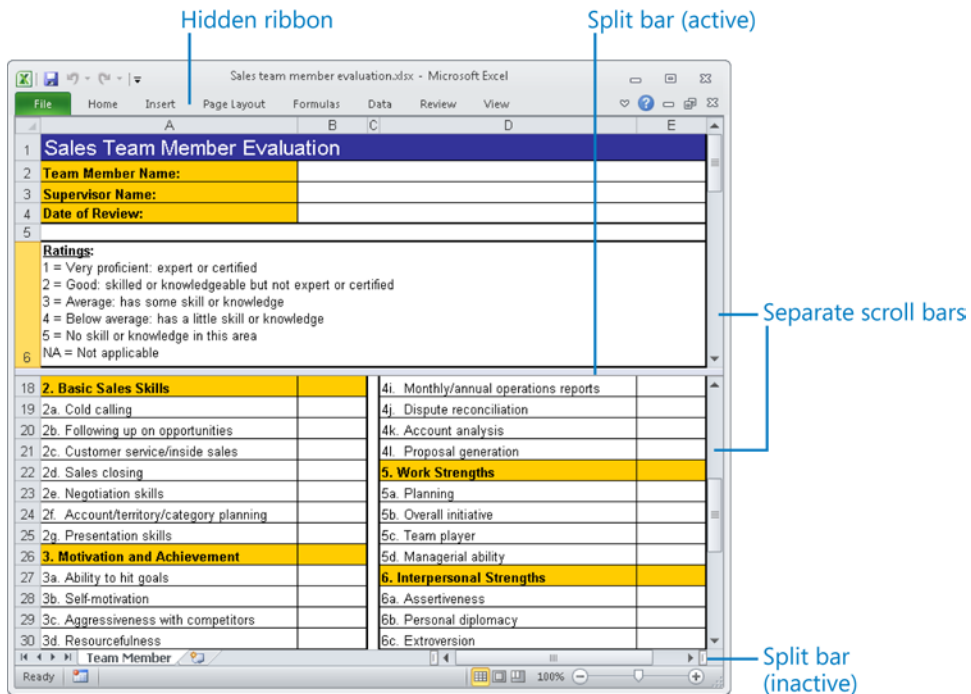 Hidden ribbon
Split bar (active)
Sales team member evaluation.xlsx - Microsoft Excel
File Home Insert Page Layout Formulas Data Review View
A B C D E
1 Sales Team Member Evaluation
2 Team Member Name:
3 Supervisor Name:
4 Date of Review:
5
Ratings:
1 = Very proficient: expert or certified
2 = Good: skilled or knowledgeable but not expert or certified
3 = Average: has some skill or knowledge
4 = Below average: has a little skill or knowledge
5 = No skill or knowledge in this area
6 NA = Not applicable
Separate scroll bars
18 2. Basic Sales Skills 4i. Monthly/annual operations reports
19 2a. Cold calling 4j. Dispute reconciliation
20 2b. Following up on opportunities 4k. Account analysis
21 2c. Customer service/inside sales 4l. Proposal generation
22 2d. Sales closing 5. Work Strengths
23 2e. Negotiation skills 5a. Planning
24 2f. Account/territory/category planning 5b. Overall initiative
25 2g. Presentation skills 5c. Team player
26 3. Motivation and Achievement 5d. Managerial ability
27 3a. Ability to hit goals 6. Interpersonal Strengths
28 3b. Self-motivation 6a. Assertiveness
29 3c. Aggressiveness with competitors 6b. Personal diplomacy
30 3d. Resourcefulness 6c. Extroversion
Team Member
Ready 100%
Split bar
(inactive)